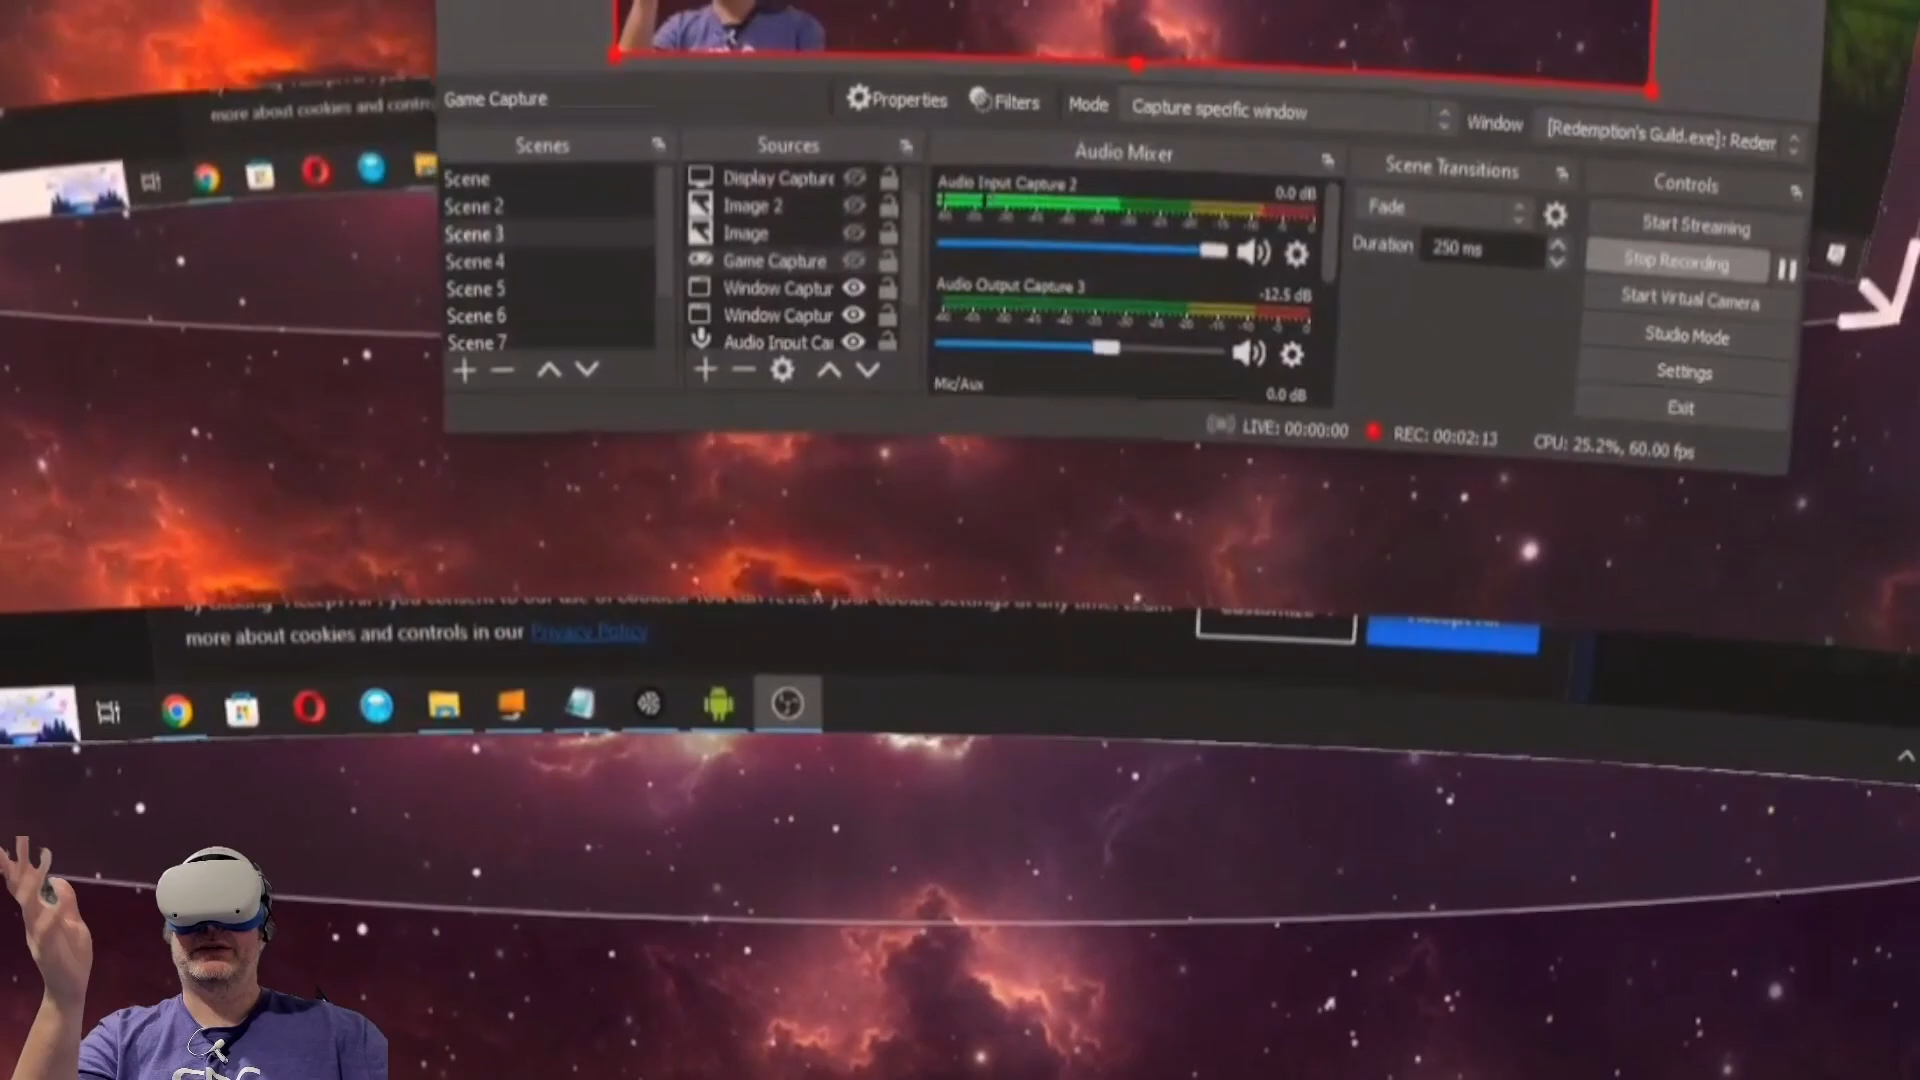 more about cookies and contro
Game Capture
Properties
Filters
Mode
Capture specific window
Window
[Redemption's Guild.exe]: Redem
Scenes
Scene
Scene 2
Scene 3
Scene 4
Scene 5
Scene 6
Scene 7
Sources
Display Capture
Image 2
Image
Game Capture
Window Captur
Window Captur
Audio Input Ca
Audio Mixer
Audio Input Capture 2
0.0 dB
Audio Output Capture 3
-12.5 dB
Mic/Aux
0.0 dB
Scene Transitions
Fade
Duration
250 ms
Controls
Start Streaming
Stop Recording
Start Virtual Camera
Studio Mode
Settings
Exit
LIVE: 00:00:00
REC: 00:02:13
CPU: 25.2%, 60.00 fps
more about cookies and controls in our Privacy Policy